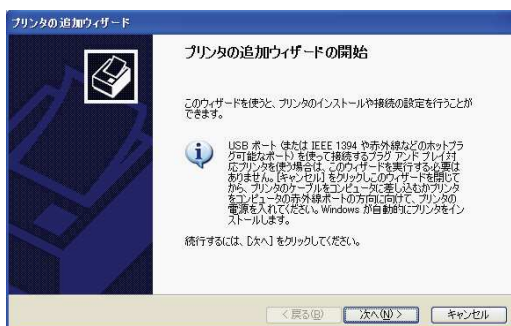 プリンタの追加ウィザード
プリンタの追加ウィザードの開始
このウィザードを使うと、プリンタのインストールや接続の設定を行うことが
できます。
USB ポート (または IEEE 1394 や赤外線などのホットプラ
グ可能なポート) を使って接続するプラグ アンド プレイ対
応プリンタを使う場合は、このウィザードを実行する必要は
ありません。[キャンセル] をクリックしこのウィザードを閉じて
から、プリンタのケーブルをコンピュータに差し込むかプリンタ
をコンピュータの赤外線ポートの方向に向けて、プリンタの
電源を入れてください。Windows が自動的にプリンタをイン
ストールします。
続行するには、[次へ] をクリックしてください。
< 戻る(B)
次へ(N) >
キャンセル